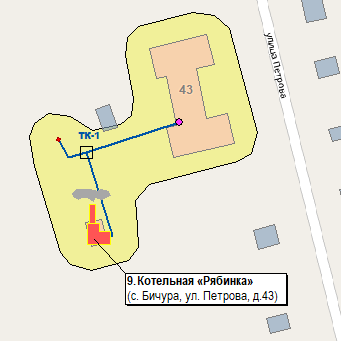 улица Петрова
43
ТК-1
9. Котельная «Рябинка»
(с. Бичура, ул. Петрова, д.43)